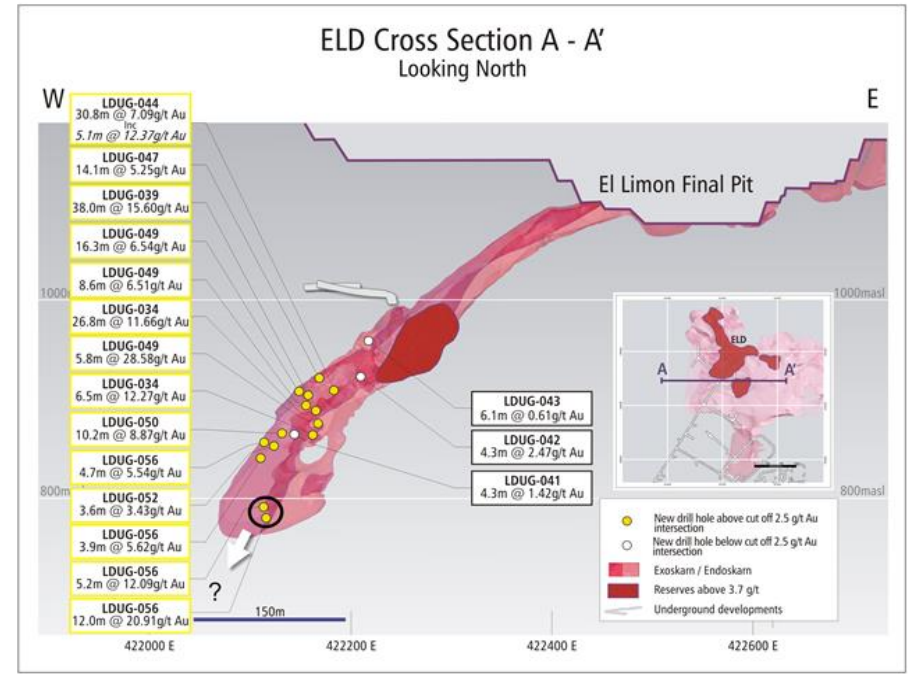 ELD Cross Section A - A’
Looking North
W
E
LDUG-044
30.8m @ 7.09g/t Au
Inc
5.1m @ 12.37g/t Au
LDUG-047
14.1m @ 5.25g/t Au
LDUG-039
38.0m @ 15.60g/t Au
LDUG-049
16.3m @ 6.54g/t Au
LDUG-049
8.6m @ 6.51g/t Au
LDUG-034
26.8m @ 11.66g/t Au
LDUG-049
5.8m @ 28.58g/t Au
LDUG-034
6.5m @ 12.27g/t Au
LDUG-050
10.2m @ 8.87g/t Au
LDUG-056
4.7m @ 5.54g/t Au
LDUG-052
3.6m @ 3.43g/t Au
LDUG-056
3.9m @ 5.62g/t Au
LDUG-056
5.2m @ 12.09g/t Au
LDUG-056
12.0m @ 20.91g/t Au
El Limon Final Pit
1000m
1000masl
800m
800masl
ELD
A
A’
LDUG-043
6.1m @ 0.61g/t Au
LDUG-042
4.3m @ 2.47g/t Au
LDUG-041
4.3m @ 1.42g/t Au
New drill hole above cut off 2.5 g/t Au
intersection
New drill hole below cut off 2.5 g/t Au
intersection
Exoskarn / Endoskarn
Reserves above 3.7 g/t
Underground developments
?
150m
422000 E
422200 E
422400 E
422600 E